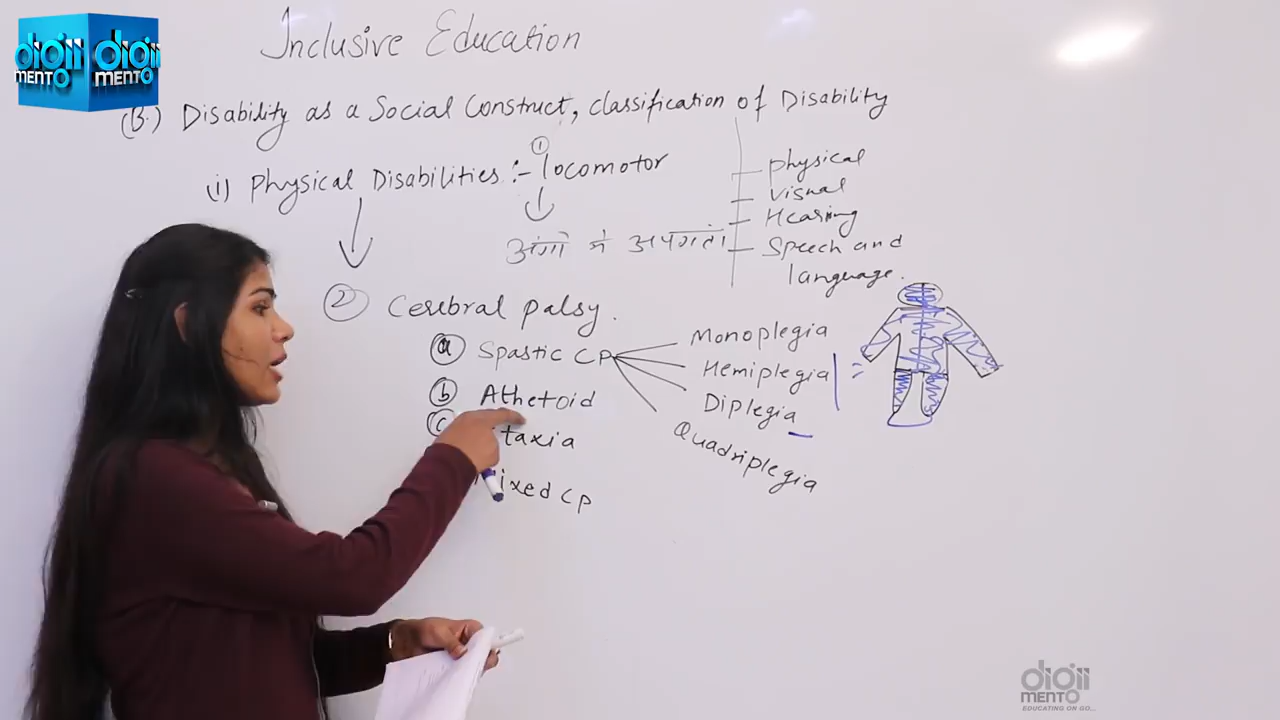 digii digii
MENTO MENTO
Inclusive Education
(B.) Disability as a Social Construct, classification of Disability
(i) Physical Disabilities :- ① locomotor
अंगो मे अपगंता
physical
visual
Hearing
Speech and
language.
② Cerebral palsy.
ⓐ Spastic CP
Monoplegia
Hemiplegia
Diplegia
Quadriplegia
ⓑ Athetoid
ⓒ taxia
ixed CP
digii
MENTO
EDUCATING ON GO...